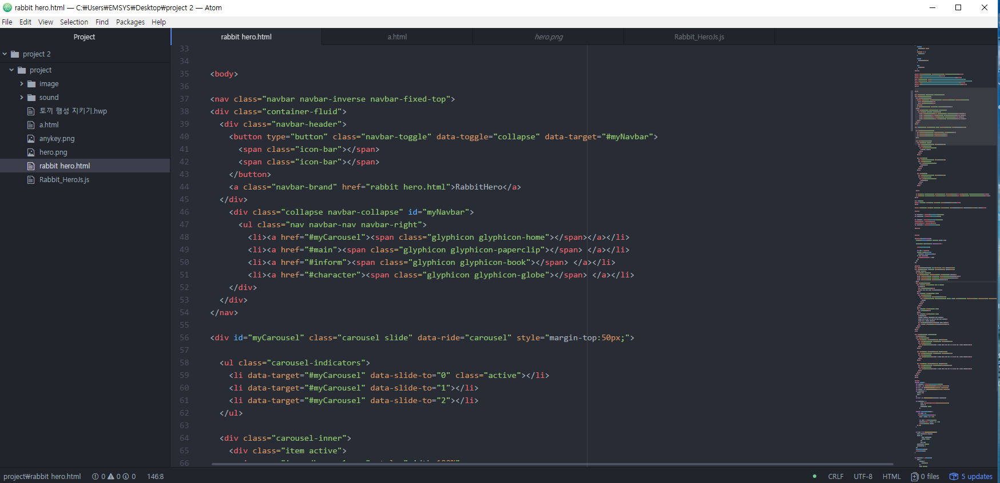 rabbit hero.html — C:₩Users₩EMSYS₩Desktop₩project 2 — Atom
File Edit View Selection Find Packages Help
Project
project 2
project
image
sound
토끼 행성 지키기.hwp
a.html
anykey.png
hero.png
rabbit hero.html
Rabbit_HeroJs.js
rabbit hero.html a.html hero.png Rabbit_HeroJs.js
33
34
35 <body>
36
37 <nav class="navbar navbar-inverse navbar-fixed-top">
38 <div class="container-fluid">
39 <div class="navbar-header">
40 <button type="button" class="navbar-toggle" data-toggle="collapse" data-target="#myNavbar">
41 <span class="icon-bar"></span>
42 <span class="icon-bar"></span>
43 </button>
44 <a class="navbar-brand" href="rabbit hero.html">RabbitHero</a>
45 </div>
46 <div class="collapse navbar-collapse" id="myNavbar">
47 <ul class="nav navbar-nav navbar-right">
48 <li><a href="#myCarousel"><span class="glyphicon glyphicon-home"></span></a></li>
49 <li><a href="#main"><span class="glyphicon glyphicon-paperclip"></span> </a></li>
50 <li><a href="#inform"><span class="glyphicon glyphicon-book"></span> </a></li>
51 <li><a href="#character"><span class="glyphicon glyphicon-globe"></span> </a></li>
52 </div>
53 </div>
54 </nav>
55
56 <div id="myCarousel" class="carousel slide" data-ride="carousel" style="margin-top:50px;">
57
58 <ul class="carousel-indicators">
59 <li data-target="#myCarousel" data-slide-to="0" class="active"></li>
60 <li data-target="#myCarousel" data-slide-to="1"></li>
61 <li data-target="#myCarousel" data-slide-to="2"></li>
62 </ul>
63
64 <div class="carousel-inner">
65 <div class="item active">
66
project₩rabbit hero.html 0 0 0 146:8 CRLF UTF-8 HTML 0 files 5 updates